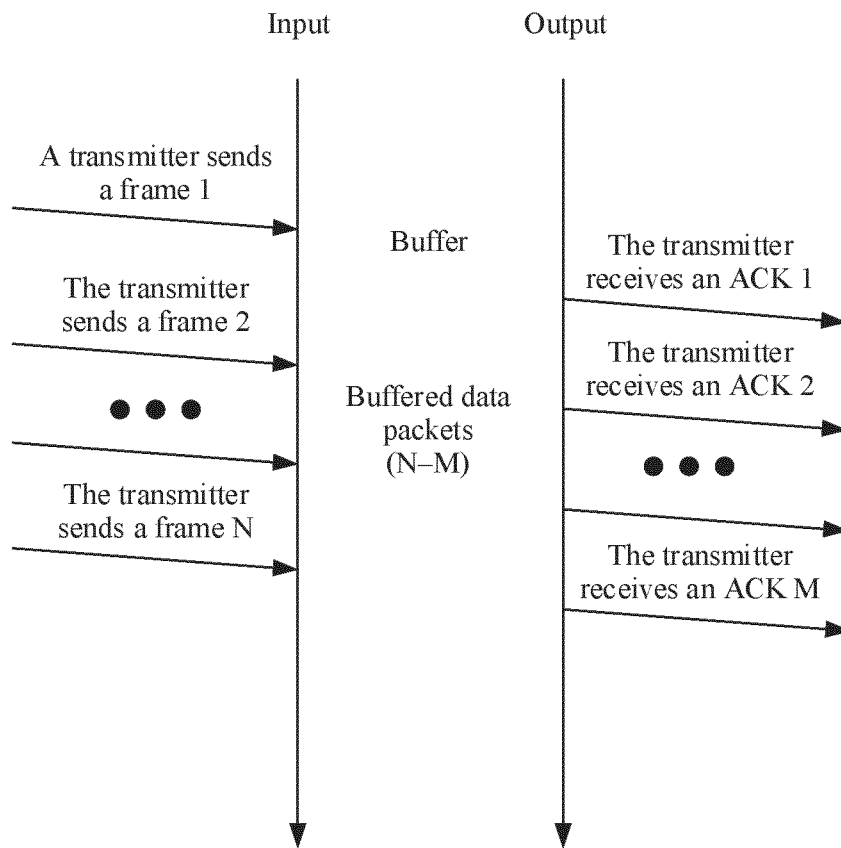 Input
Output
A transmitter sends
a frame 1
The transmitter
sends a frame 2
The transmitter
sends a frame N
Buffer
Buffered data
packets
(N–M)
The transmitter
receives an ACK 1
The transmitter
receives an ACK 2
The transmitter
receives an ACK M